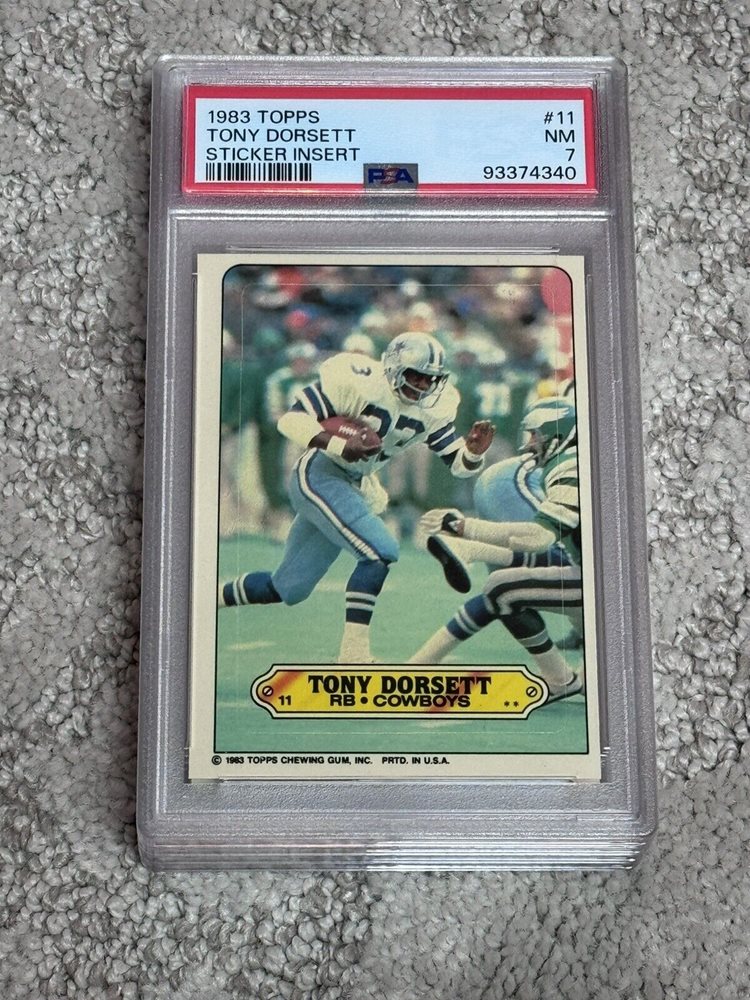 1983 TOPPS #11
TONY DORSETT NM
STICKER INSERT 7
PSA 93374340
33
TONY DORSETT
11 RB • COWBOYS **
© 1983 TOPPS CHEWING GUM, INC. PRTD. IN U.S.A.